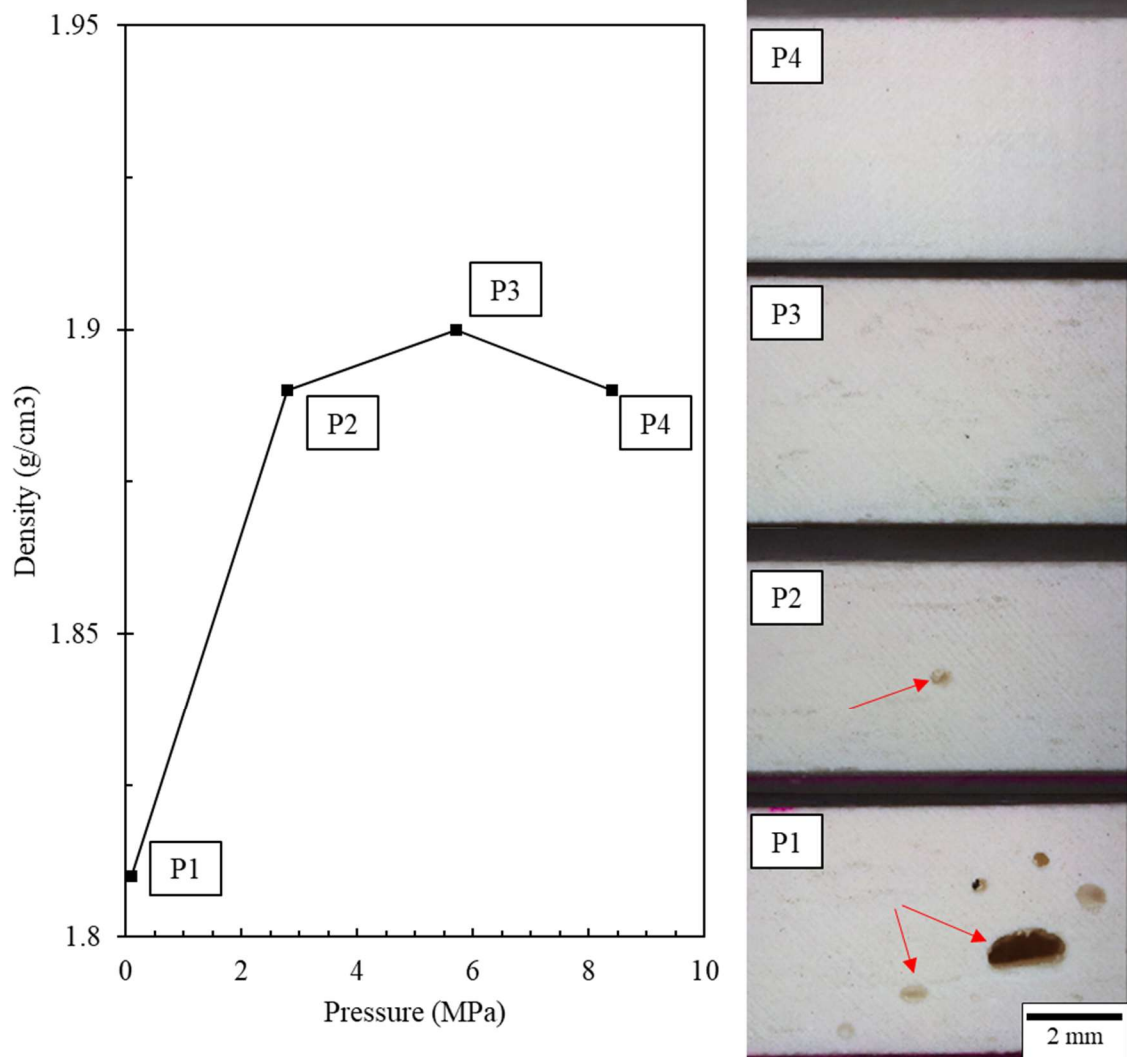 1.95
1.9
1.85
1.8
Density (g/cm3)
P3
P2
P4
P1
0
2
4
6
8
10
Pressure (MPa)
P4
P3
P2
P1
2 mm